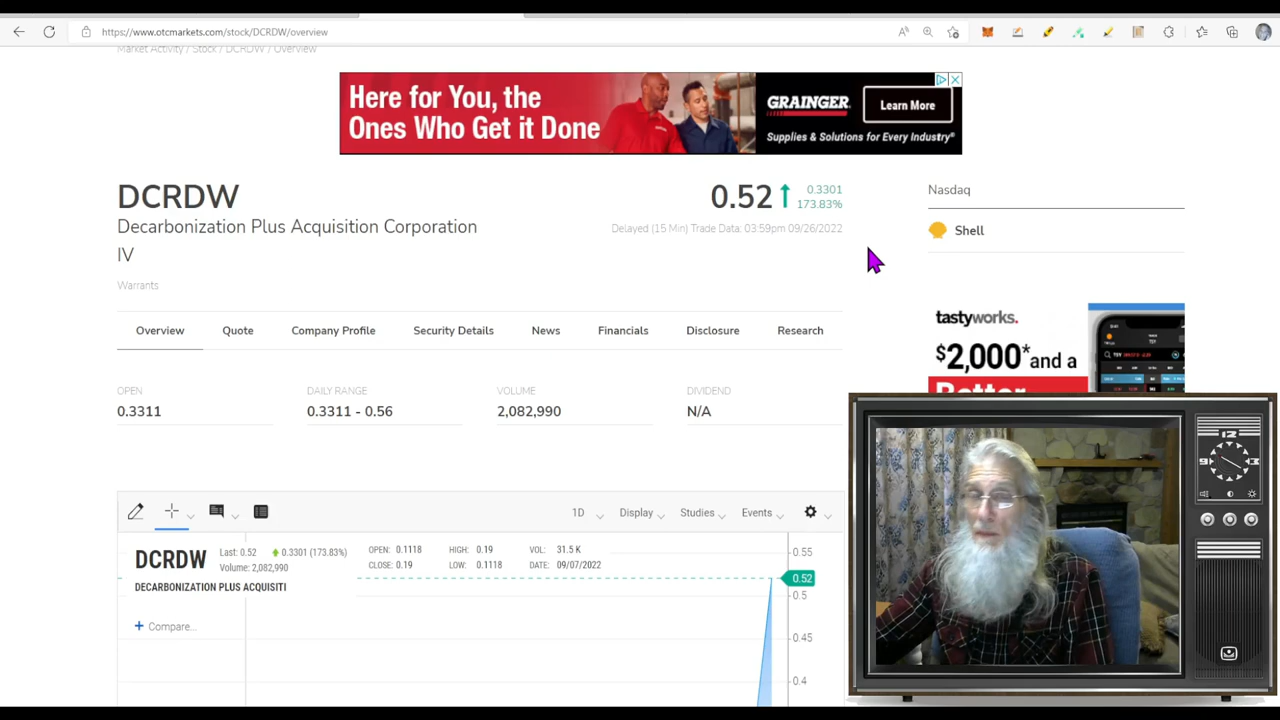 https://www.otcmarkets.com/stock/DCRDW/overview
Market Activity / Stock / DCRDW / Overview
Here for You, the
Ones Who Get it Done
GRAINGER
Learn More
Supplies & Solutions for Every Industry®
DCRDW
0.52
0.3301
173.83%
Decarbonization Plus Acquisition Corporation
IV
Delayed (15 Min) Trade Data: 03:59pm 09/26/2022
Warrants
Nasdaq
Shell
tastyworks.
$2,000* and a
Better
Overview Quote Company Profile Security Details News Financials Disclosure Research
OPEN DAILY RANGE VOLUME DIVIDEND
0.3311 0.3311 - 0.56 2,082,990 N/A
1D Display Studies Events
DCRDW
Last: 0.52 0.3301 (173.83%)
Volume: 2,082,990
DECARBONIZATION PLUS ACQUISITI
OPEN: 0.1118 HIGH: 0.19 VOL: 31.5 K
CLOSE: 0.19 LOW: 0.1118 DATE: 09/07/2022
+ Compare...
0.55
0.52
0.5
0.45
0.4
12
9 3